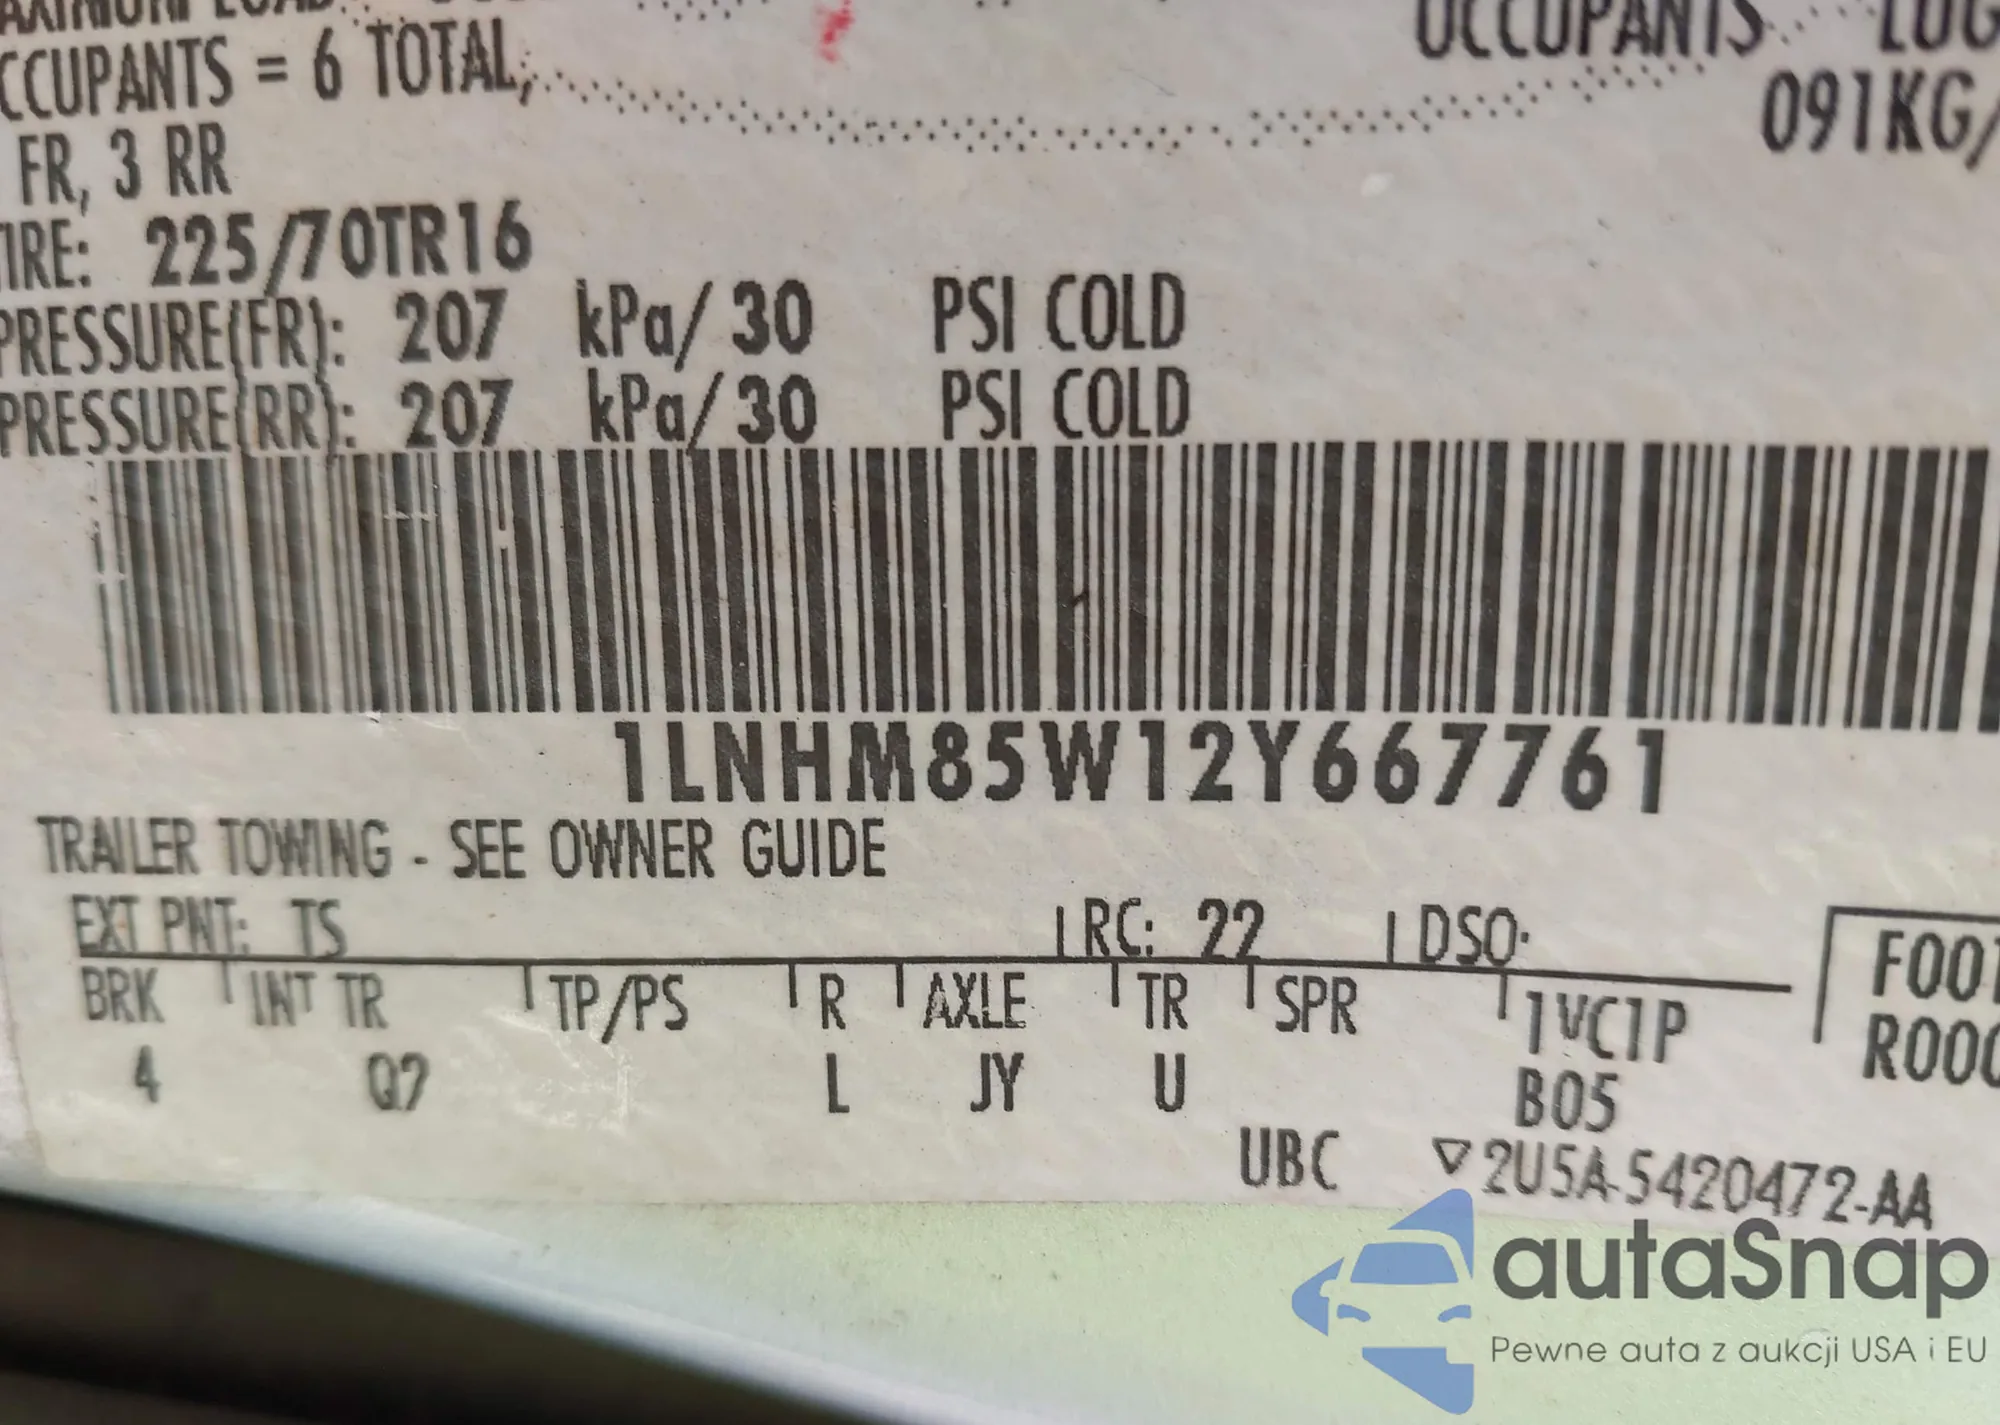 OCCUPANTS
CCUPANTS = 6 TOTAL,
091KG/
FR, 3 RR
IRE: 225/70TR16
PRESSURE(FR): 207 kPa/ 30 PSI COLD
PRESSURE(RR): 207 kPa/ 30 PSI COLD
1LNHM85W12Y667761
TRAILER TOWING - SEE OWNER GUIDE
EXT PNT: TS RC: 22 DSO:
BRK INT TR TP/PS R AXLE TR SPR 1VC1P
F001
R000
4 Q7 L JY U B05
UBC ▽2U5A-5420472-AA
autaSnap
Pewne auta z aukcji USA i EU